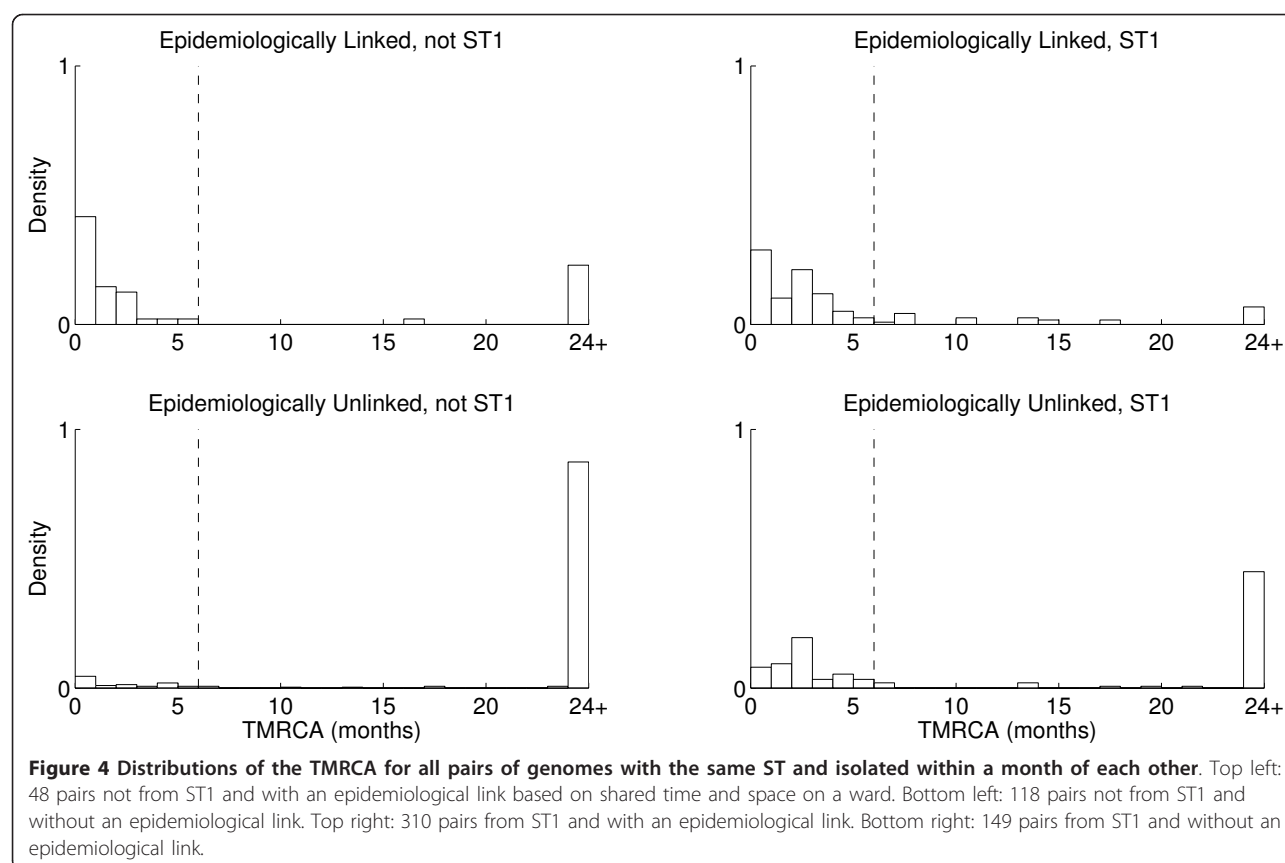 Epidemiologically Linked, not ST1
1
Density
0
0 5 10 15 20 24+
Epidemiologically Linked, ST1
1
0
0 5 10 15 20 24+
Epidemiologically Unlinked, not ST1
1
Density
0
0 5 10 15 20 24+
TMRCA (months)
Epidemiologically Unlinked, ST1
1
0
0 5 10 15 20 24+
TMRCA (months)
Figure 4 Distributions of the TMRCA for all pairs of genomes with the same ST and isolated within a month of each other. Top left:
48 pairs not from ST1 and with an epidemiological link based on shared time and space on a ward. Bottom left: 118 pairs not from ST1 and
without an epidemiological link. Top right: 310 pairs from ST1 and with an epidemiological link. Bottom right: 149 pairs from ST1 and without an
epidemiological link.